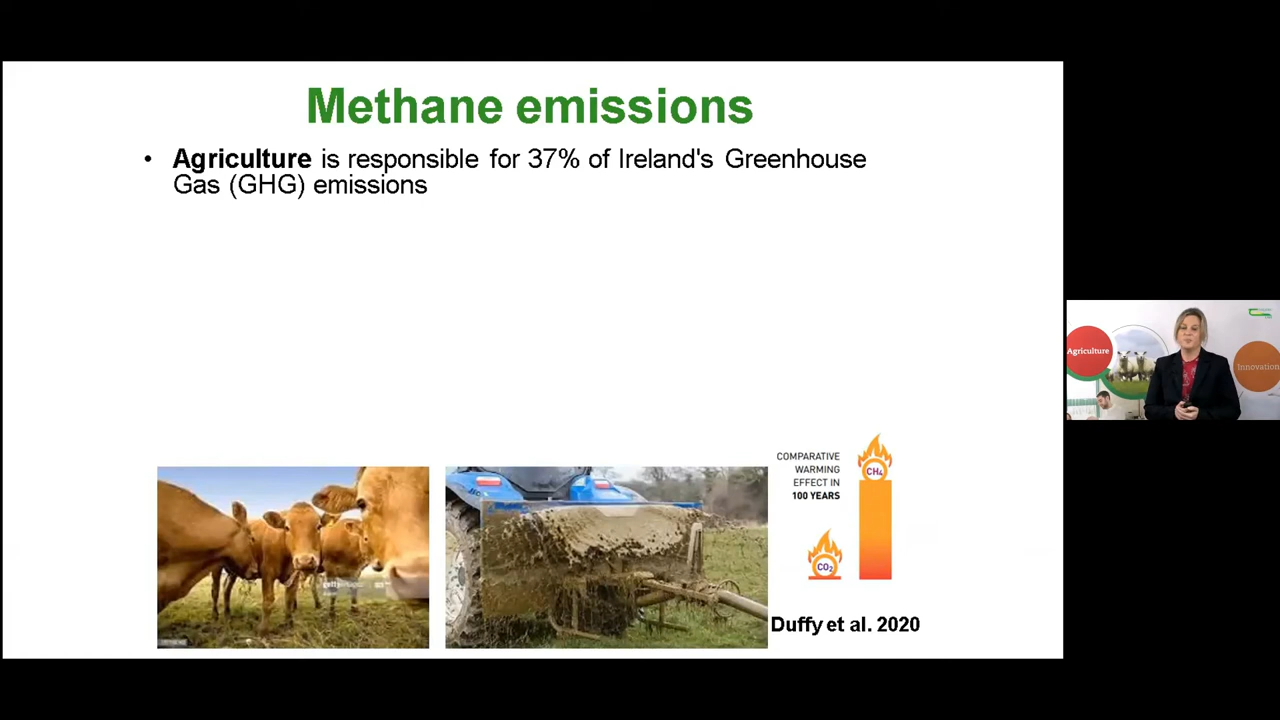 Methane emissions
• Agriculture is responsible for 37% of Ireland's Greenhouse
Gas (GHG) emissions
COMPARATIVE
WARMING
EFFECT IN
100 YEARS
CH₄
CO₂
Duffy et al. 2020
Agriculture
Innovation